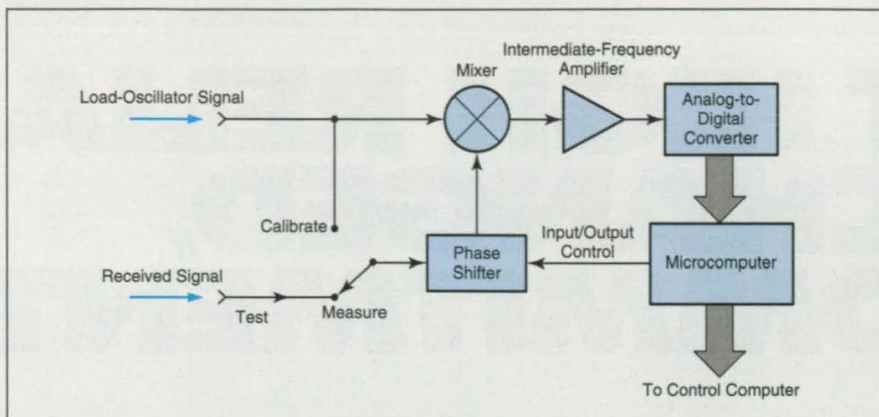 Intermediate-Frequency
Amplifier
Mixer
Load-Oscillator Signal
Analog-to-
Digital
Converter
Calibrate
Input/Output
Control
Phase
Shifter
Microcomputer
Received Signal
Test
Measure
To Control Computer